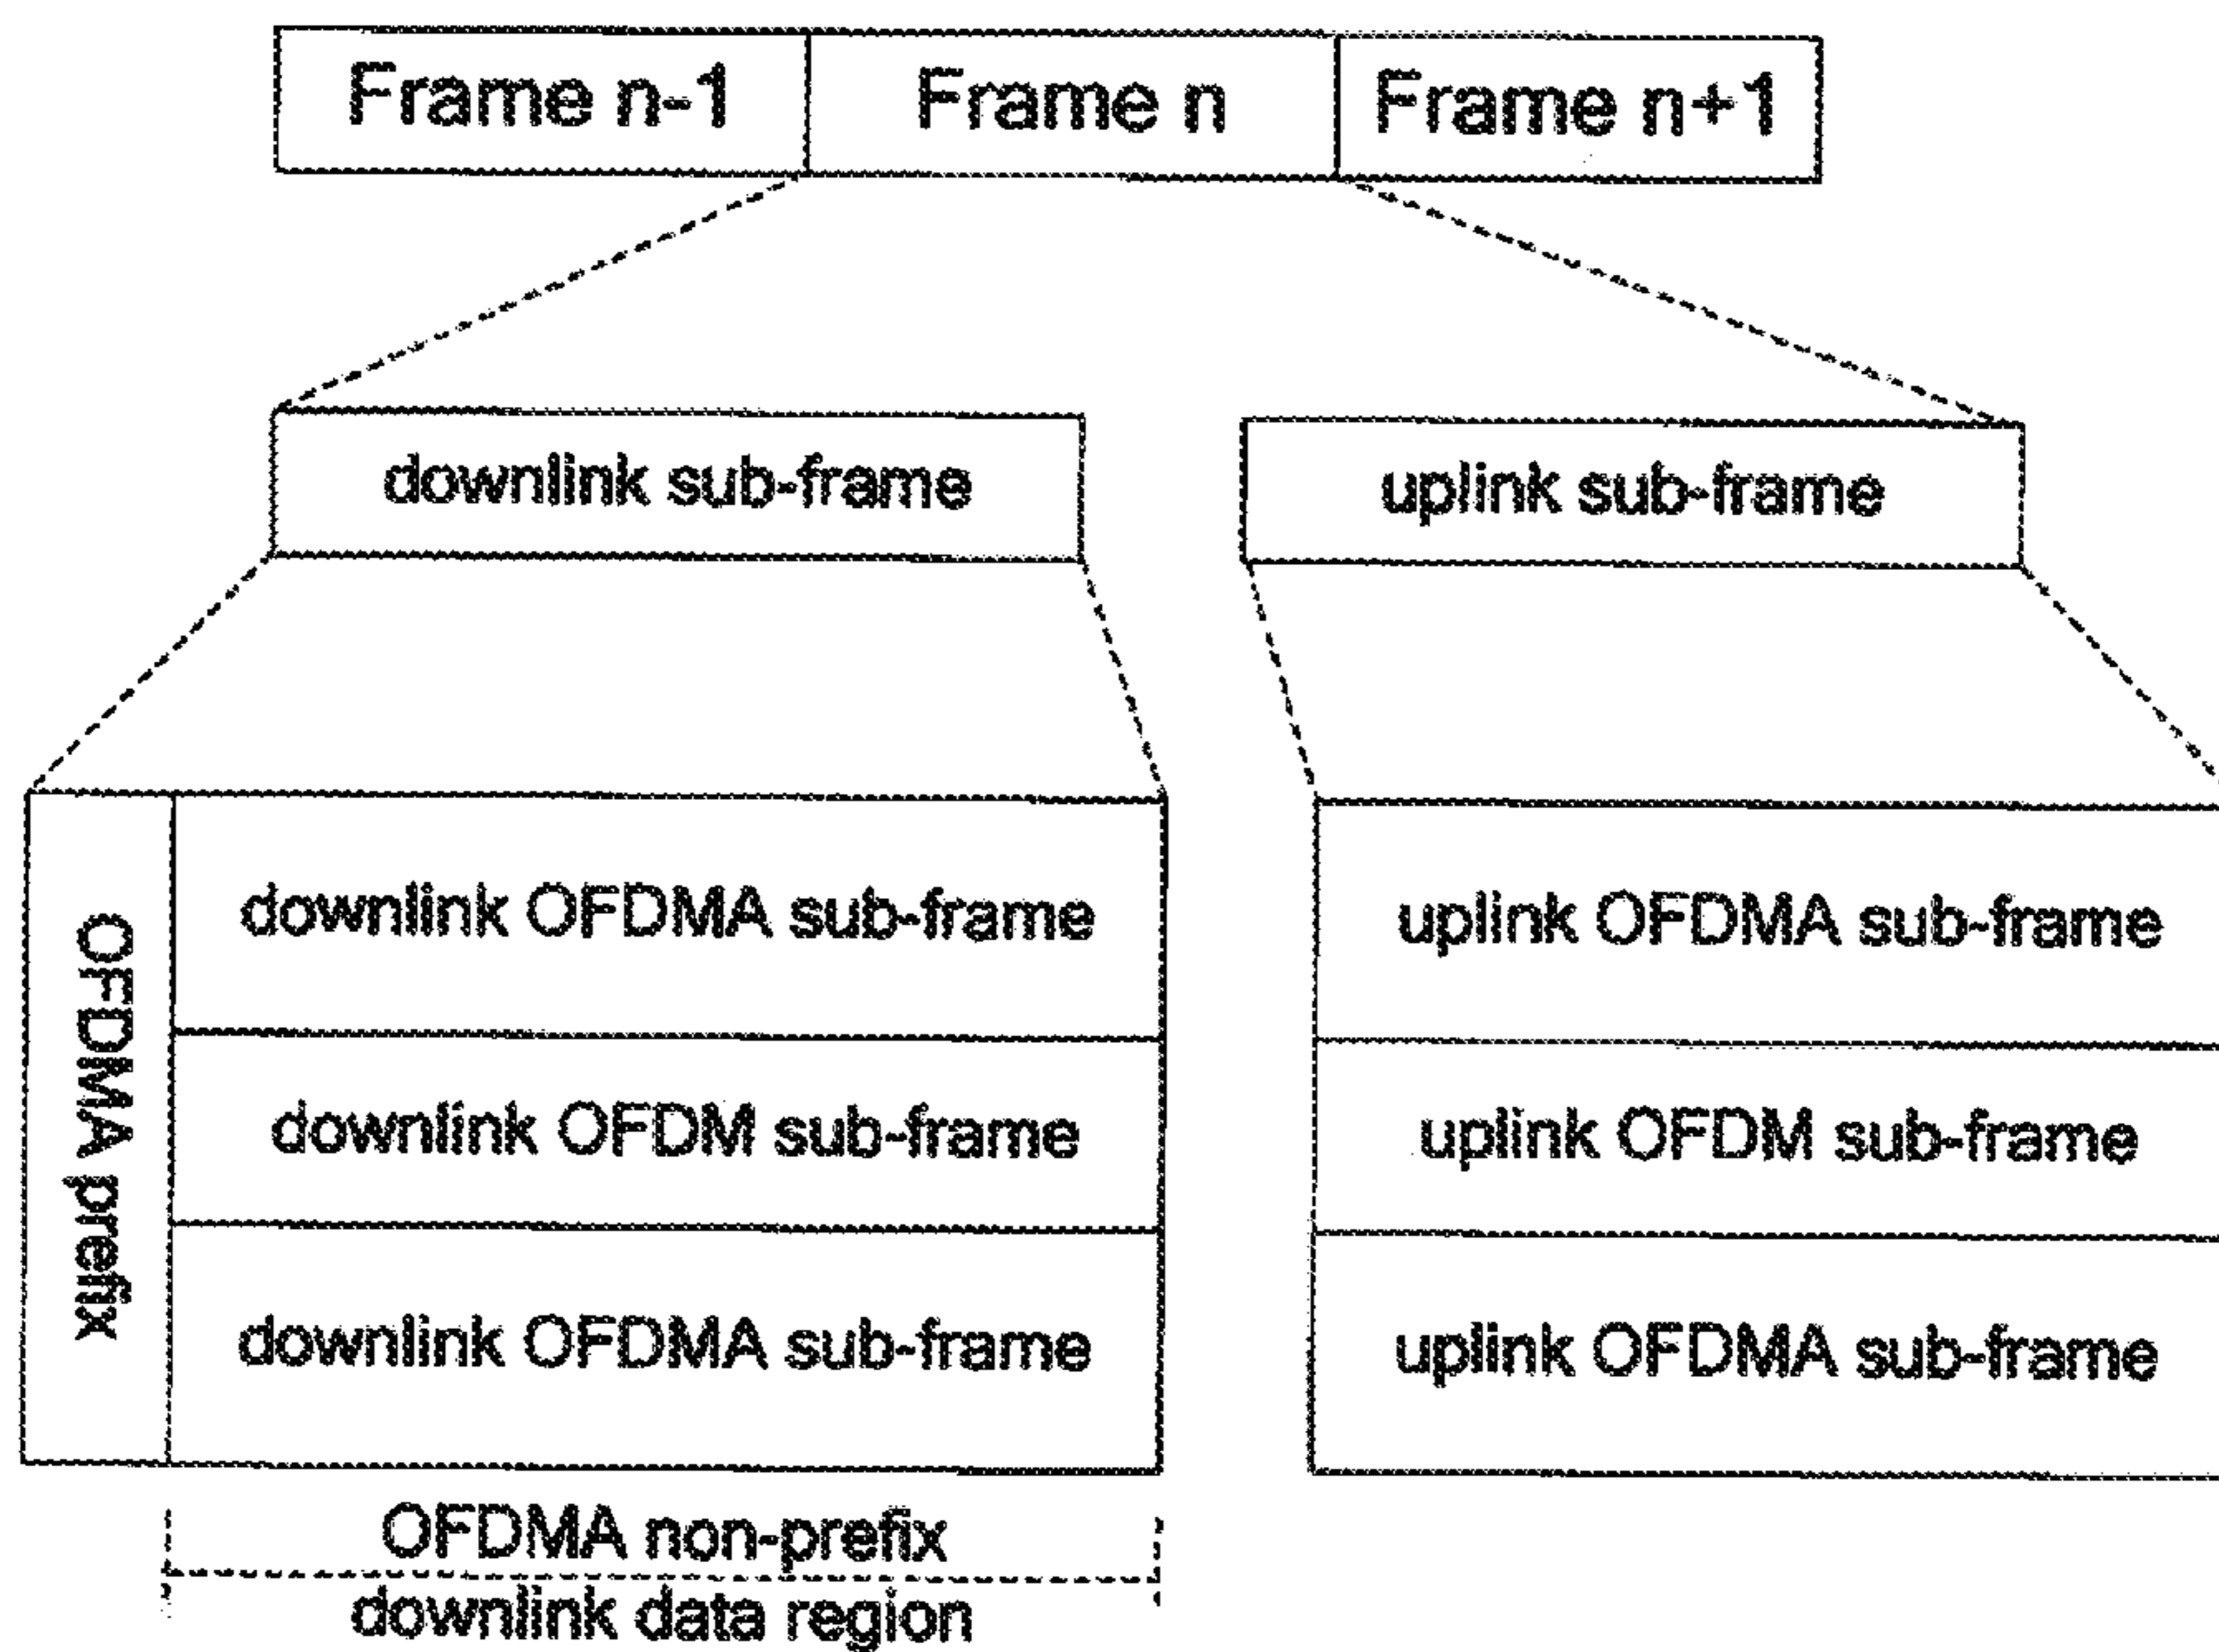 Frame n-1
Frame n
Frame n+1
downlink sub-frame
uplink sub-frame
OFDMA prefix
downlink OFDMA sub-frame
downlink OFDM sub-frame
downlink OFDMA sub-frame
uplink OFDMA sub-frame
uplink OFDM sub-frame
uplink OFDMA sub-frame
OFDMA non-prefix
downlink data region